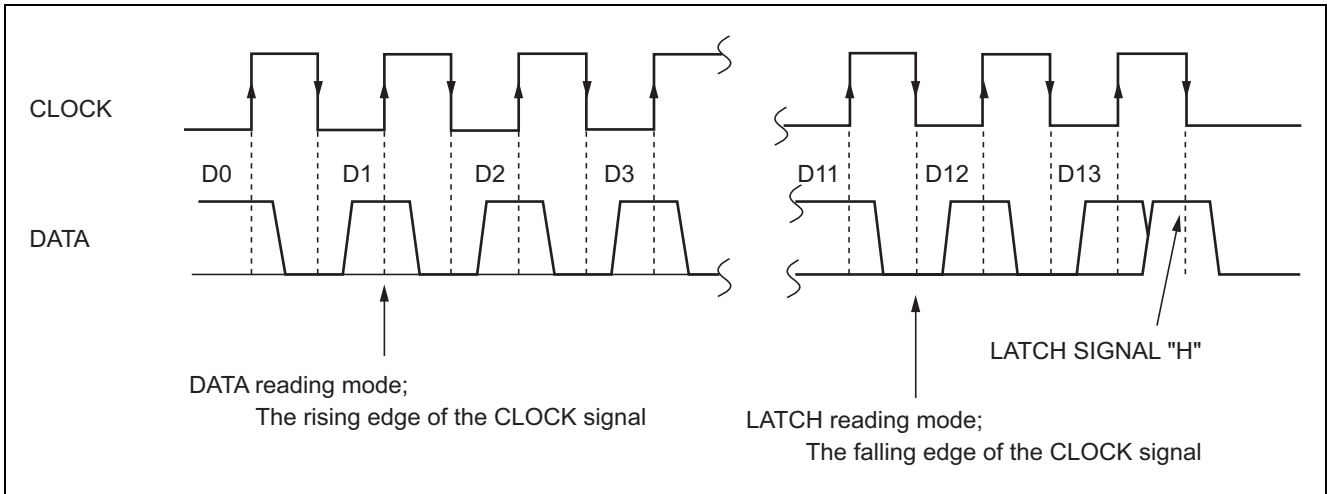 CLOCK
D0 D1 D2 D3 D11 D12 D13
DATA
LATCH SIGNAL "H"
DATA reading mode;
The rising edge of the CLOCK signal
LATCH reading mode;
The falling edge of the CLOCK signal